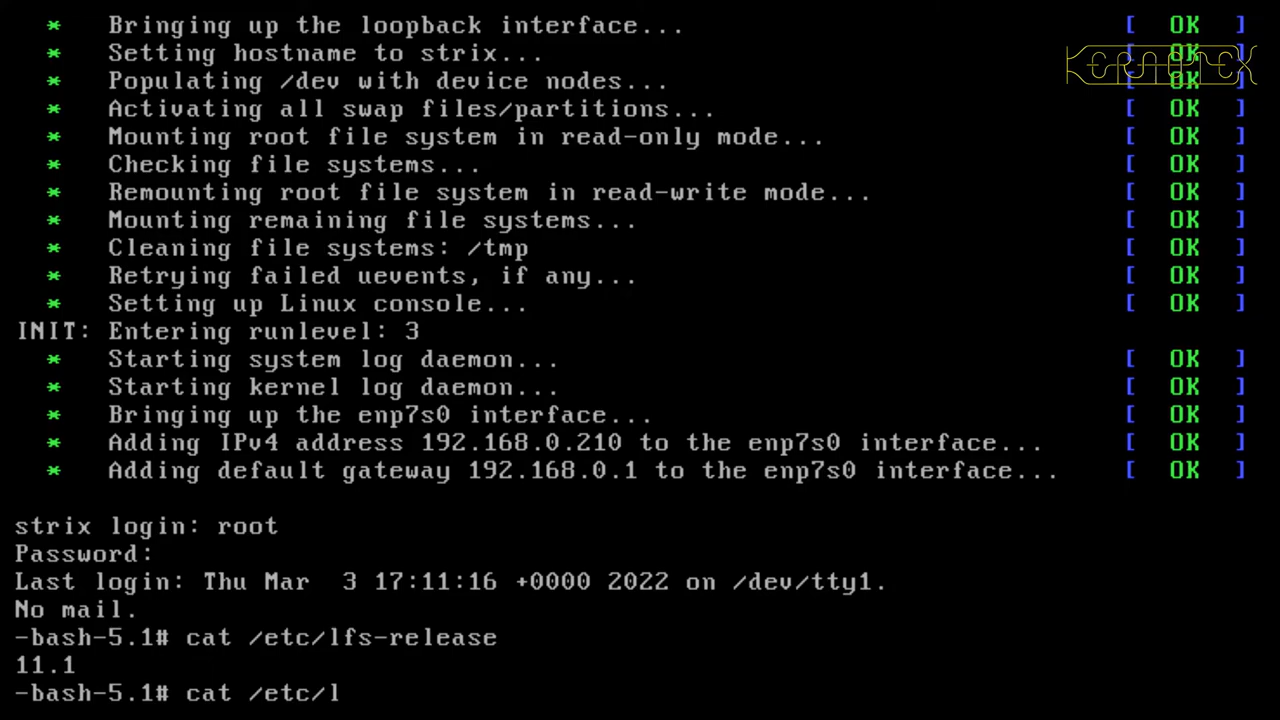 * Bringing up the loopback interface... [ OK ]
* Setting hostname to strix... [ OK ]
* Populating /dev with device nodes... [ OK ]
* Activating all swap files/partitions... [ OK ]
* Mounting root file system in read-only mode... [ OK ]
* Checking file systems... [ OK ]
* Remounting root file system in read-write mode... [ OK ]
* Mounting remaining file systems... [ OK ]
* Cleaning file systems: /tmp [ OK ]
* Retrying failed uevents, if any... [ OK ]
* Setting up Linux console... [ OK ]
INIT: Entering runlevel: 3
* Starting system log daemon... [ OK ]
* Starting kernel log daemon... [ OK ]
* Bringing up the enp7s0 interface... [ OK ]
* Adding IPv4 address 192.168.0.210 to the enp7s0 interface... [ OK ]
* Adding default gateway 192.168.0.1 to the enp7s0 interface... [ OK ]
strix login: root
Password:
Last login: Thu Mar  3 17:11:16 +0000 2022 on /dev/tty1.
No mail.
-bash-5.1# cat /etc/lfs-release
11.1
-bash-5.1# cat /etc/l